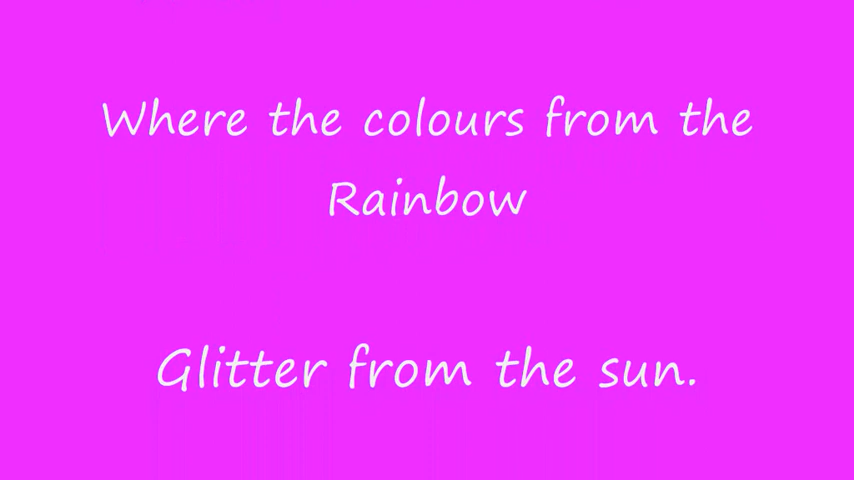 Where the colours from the
Rainbow
Glitter from the sun.